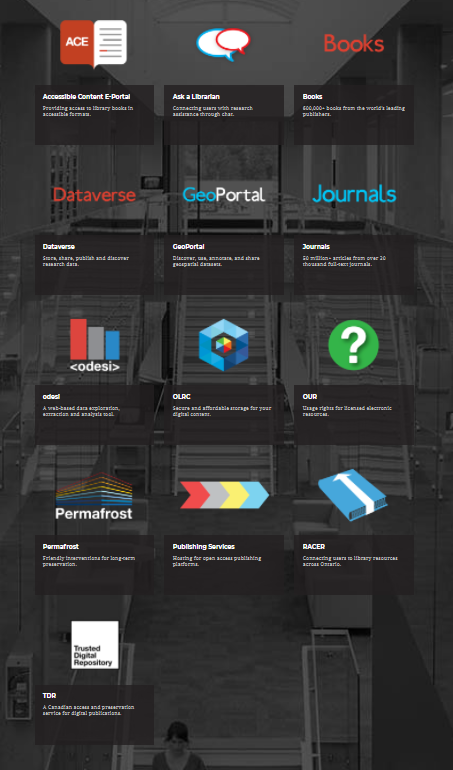 ACE
Books
Accessible Content E-Portal
Ask a Librarian
Books
Providing access to library books in
accessible formats.
Connecting users with research
assistance through chat.
600,000+ books from the world's leading
publishers.
Dataverse
GeoPortal
Journals
Dataverse
GeoPortal
Journals
Store, share, publish and discover
research data.
Discover, use, annotate, and share
geospatial datasets.
50 million+ articles from over 20
thousand full-text journals.
<odesi>
?
odesi
OLRC
OUR
A web-based data exploration,
extraction and analysis tool.
Secure and affordable storage for your
digital content.
Usage rights for licensed electronic
resources.
Permafrost
Permafrost
Publishing Services
RACER
Friendly interventions for long-term
preservation.
Hosting for open access publishing
platforms.
Connecting users to library resources
across Ontario.
Trusted
Digital
Repository
TDR
A Canadian access and preservation
service for digital publications.